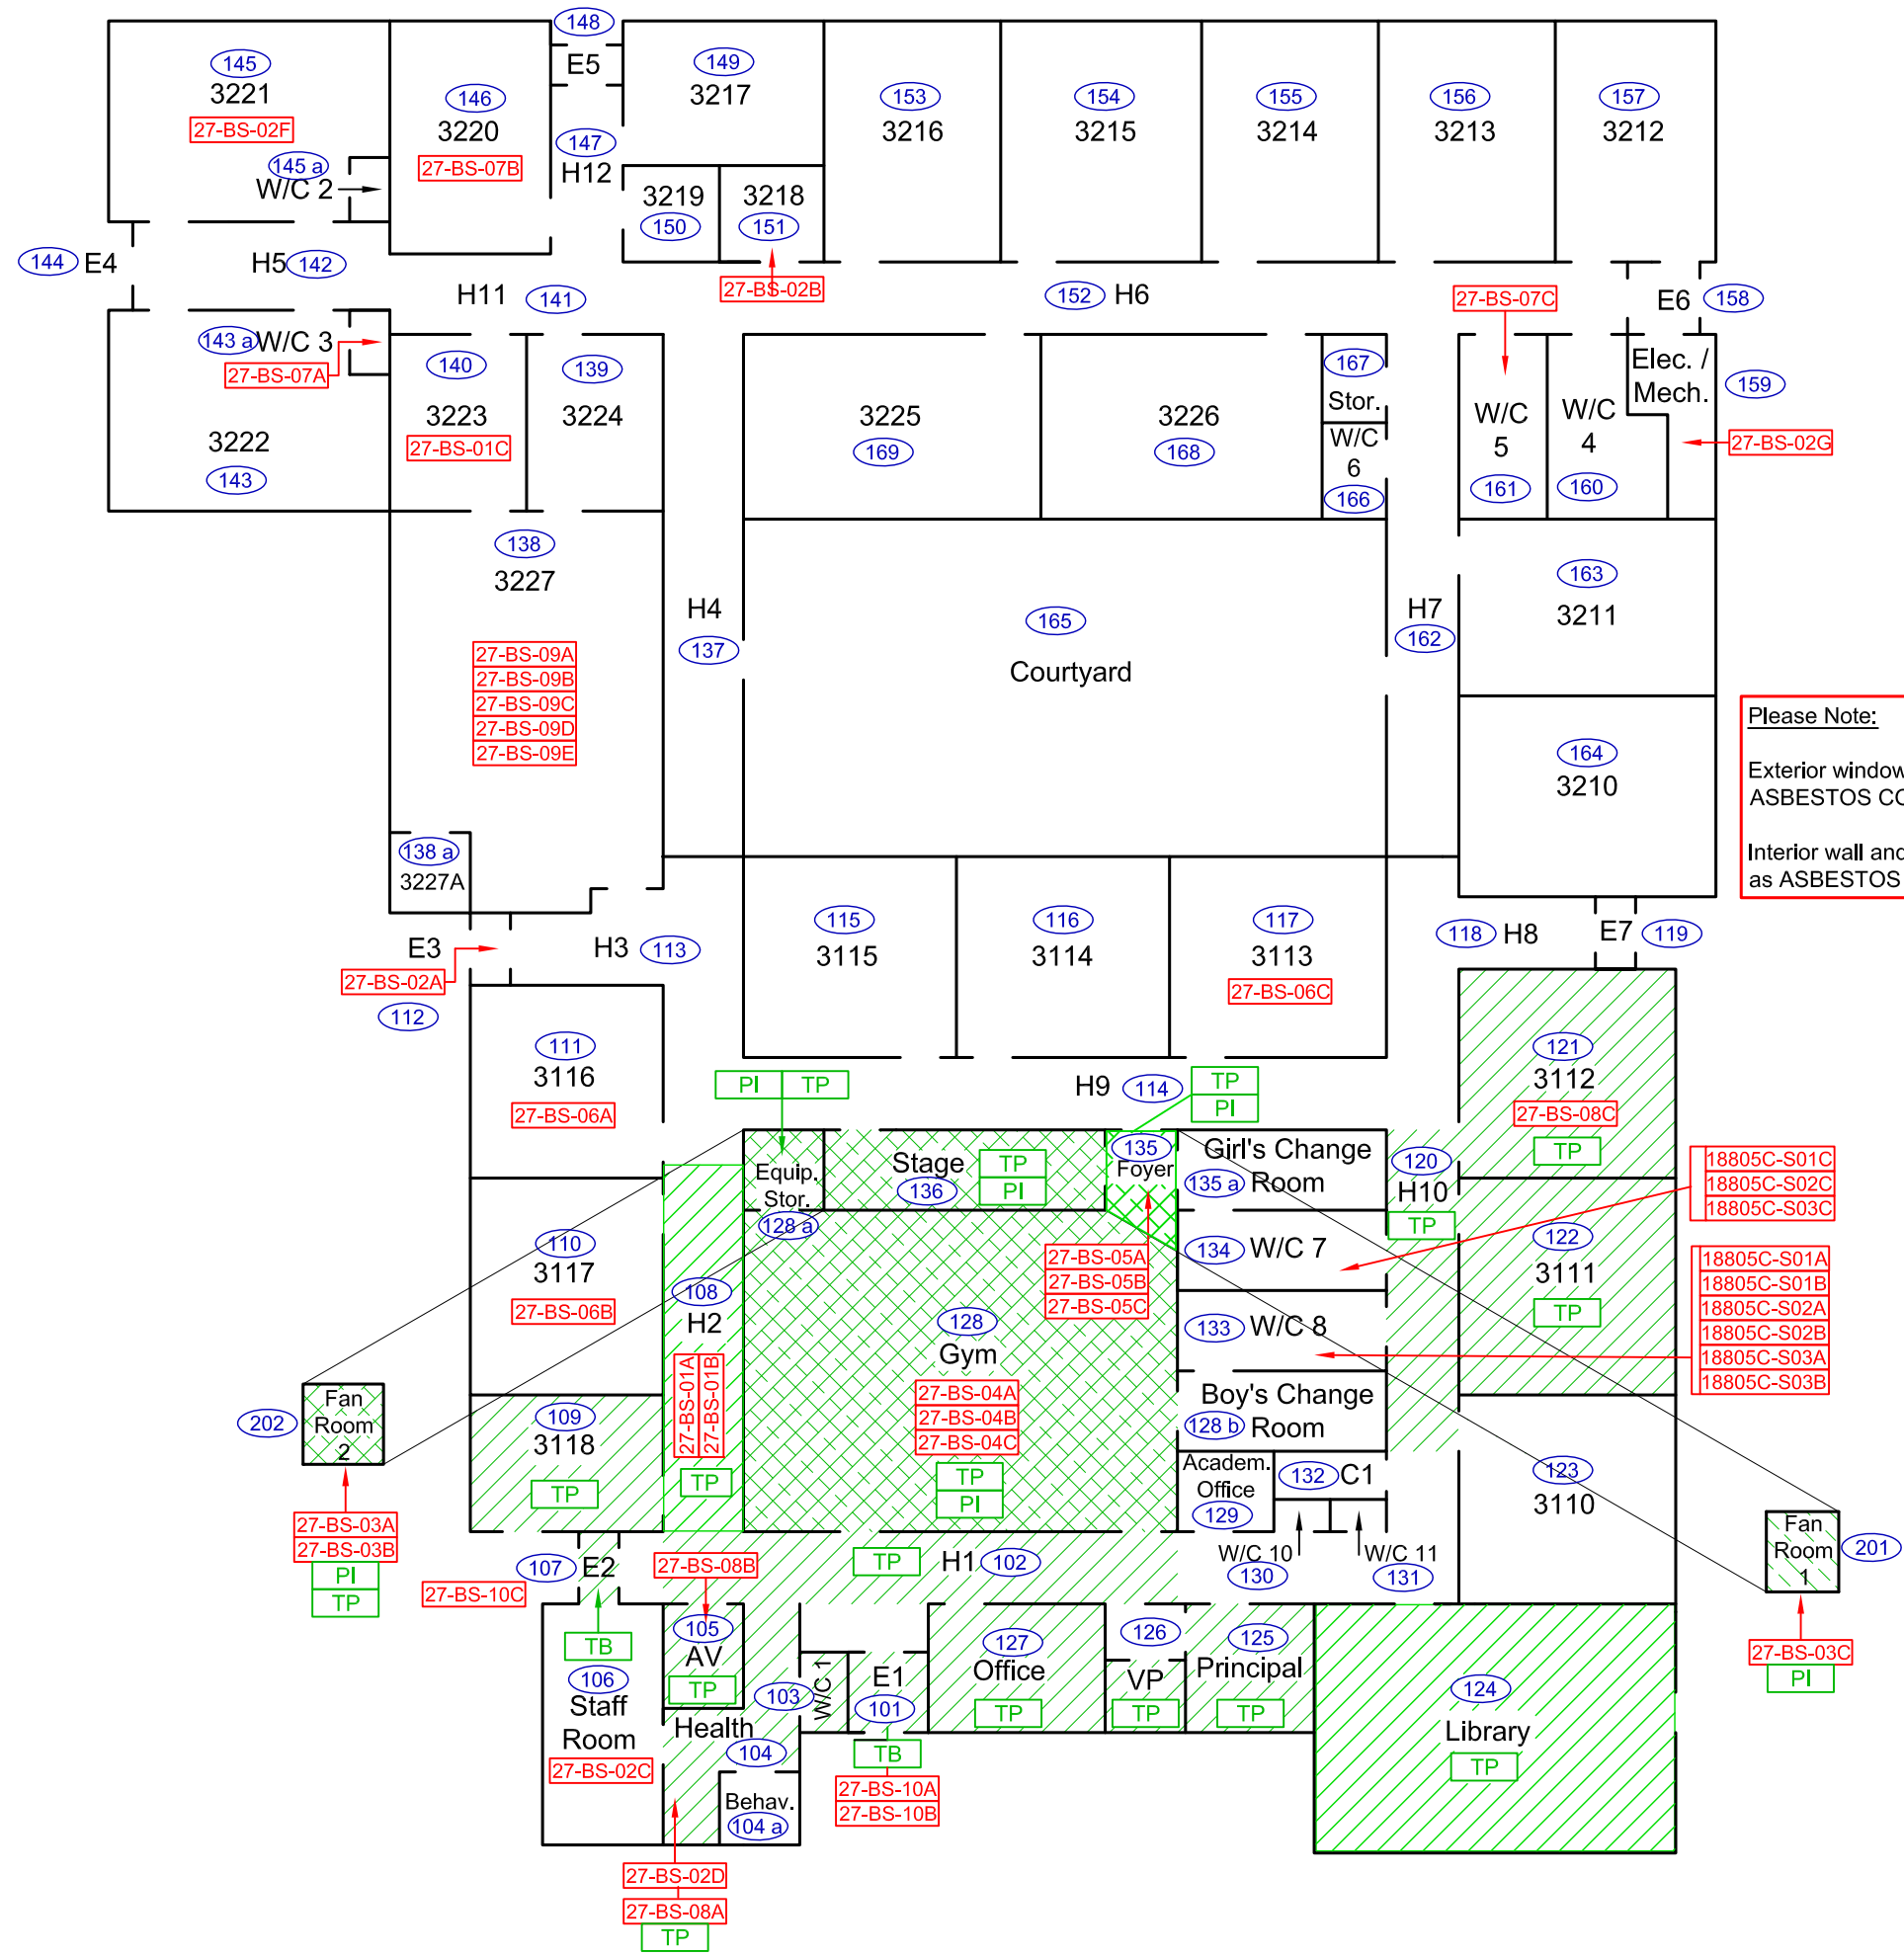 148
E5
145
3221
27-BS-02F
145 a
W/C 2
146
3220
27-BS-07B
147
H12
149
3217
3219
150
3218
151
27-BS-02B
153
3216
154
3215
155
3214
156
3213
157
3212
144
E4
H5
142
H11
141
152
H6
27-BS-07C
E6
158
143 a
W/C 3
27-BS-07A
3222
143
140
3223
27-BS-01C
139
3224
3225
169
3226
168
167
Stor.
W/C
6
166
W/C
5
161
W/C
4
160
Elec. /
Mech.
159
27-BS-02G
138
3227
27-BS-09A
27-BS-09B
27-BS-09C
27-BS-09D
27-BS-09E
H4
137
165
Courtyard
H7
162
163
3211
164
3210
Please Note:
Exterior window
ASBESTOS CO
Interior wall and
as ASBESTOS
138 a
3227A
E3
27-BS-02A
112
H3
113
115
3115
116
3114
117
3113
27-BS-06C
118
H8
E7
119
111
3116
27-BS-06A
PI
TP
H9
114
TP
PI
121
3112
27-BS-08C
TP
Equip.
Stor.
128 a
Stage
136
TP
PI
135
Foyer
Girl's Change
Room
135 a
120
H10
TP
18805C-S01C
18805C-S02C
18805C-S03C
110
3117
27-BS-06B
108
H2
27-BS-01A
27-BS-01B
TP
27-BS-05A
27-BS-05B
27-BS-05C
134
W/C 7
122
3111
TP
18805C-S01A
18805C-S01B
18805C-S02A
18805C-S02B
18805C-S03A
18805C-S03B
128
Gym
27-BS-04A
27-BS-04B
27-BS-04C
TP
PI
133
W/C 8
Boy's Change
Room
128 b
202
Fan
Room
2
27-BS-03A
27-BS-03B
PI
TP
109
3118
TP
Academ.
Office
129
132
C1
123
3110
Fan
Room
1
201
27-BS-03C
PI
107
E2
27-BS-10C
27-BS-08B
TP
H1
102
W/C 10
130
W/C 11
131
TB
106
Staff
Room
27-BS-02C
105
AV
TP
103
W/C 1
E1
101
TB
27-BS-10A
27-BS-10B
127
Office
TP
126
VP
TP
125
Principal
TP
124
Library
TP
Health
104
Behav.
104 a
27-BS-02D
27-BS-08A
TP